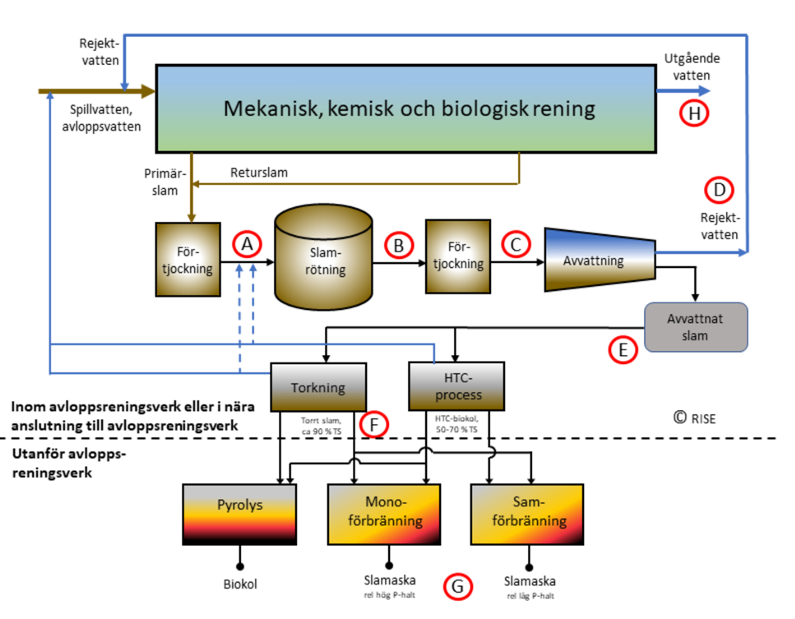 Rejekt-
vatten
Utgående
vatten
H
Spillvatten,
avloppsvatten
Mekanisk, kemisk och biologisk rening
Primär-
slam
Returslam
D
Rejekt-
vatten
För-
tjockning
A
Slam-
rötning
B
För-
tjockning
C
Avvattning
Avvattnat
slam
E
Torkning
HTC-
process
Inom avloppsreningsverk eller i nära
anslutning till avloppsreningsverk
Torrt slam,
ca 90 % TS
F
HTC-biokol,
50-70 % TS
© RISE
Utanför avlopps-
reningsverk
Pyrolys
Mono-
förbränning
Sam-
förbränning
Biokol
Slamaska
rel hög P-halt
G
Slamaska
rel låg P-halt